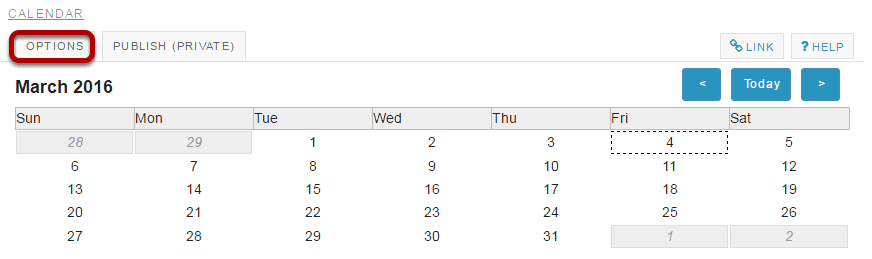 CALENDAR
OPTIONS PUBLISH (PRIVATE) LINK ? HELP
March 2016 < Today >
Sun Mon Tue Wed Thu Fri Sat
28 29 1 2 3 4 5
6 7 8 9 10 11 12
13 14 15 16 17 18 19
20 21 22 23 24 25 26
27 28 29 30 31 1 2